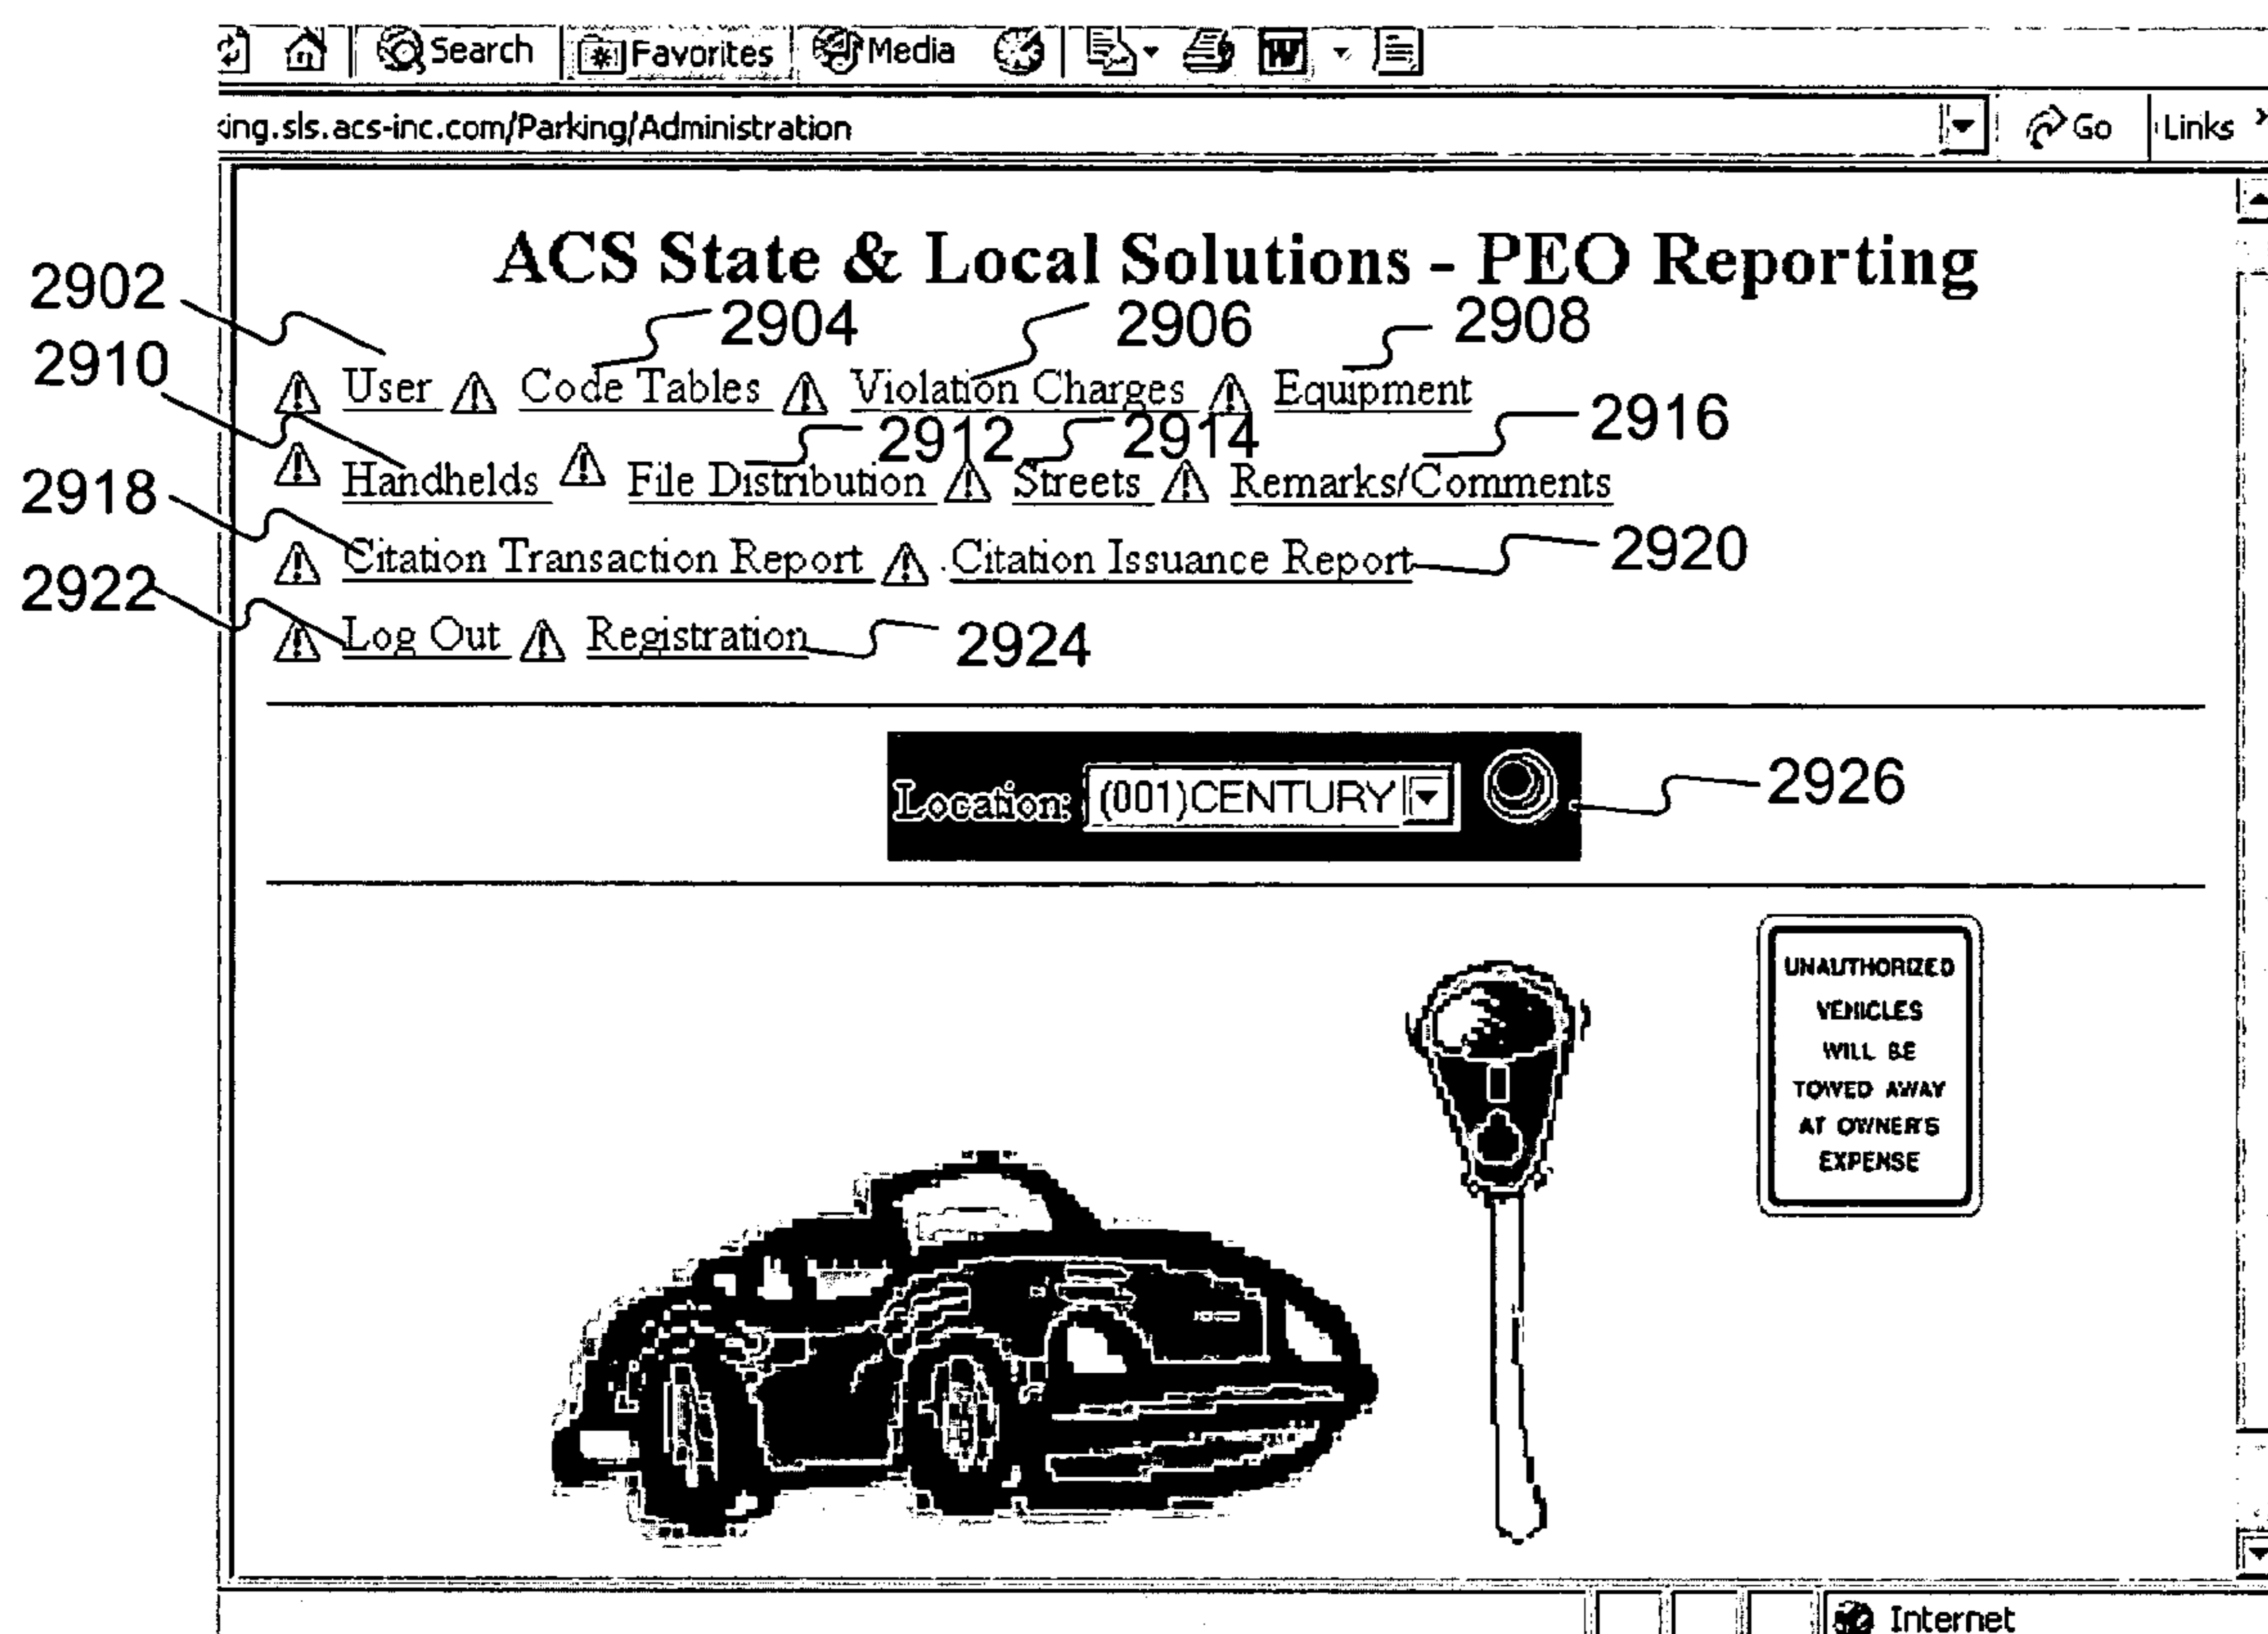 Search Favorites Media
ing.sls.acs-inc.com/Parking/Administration Go Links
ACS State & Local Solutions - PEO Reporting
2902 2904 2906 2908
2910 User Code Tables Violation Charges Equipment
2912 2914 2916
2918 Handhelds File Distribution Streets Remarks/Comments
2922 Citation Transaction Report Citation Issuance Report 2920
Log Out Registration 2924
Location: (001)CENTURY 2926
UNAUTHORIZED
VEHICLES
WILL BE
TOWED AWAY
AT OWNER'S
EXPENSE
Internet